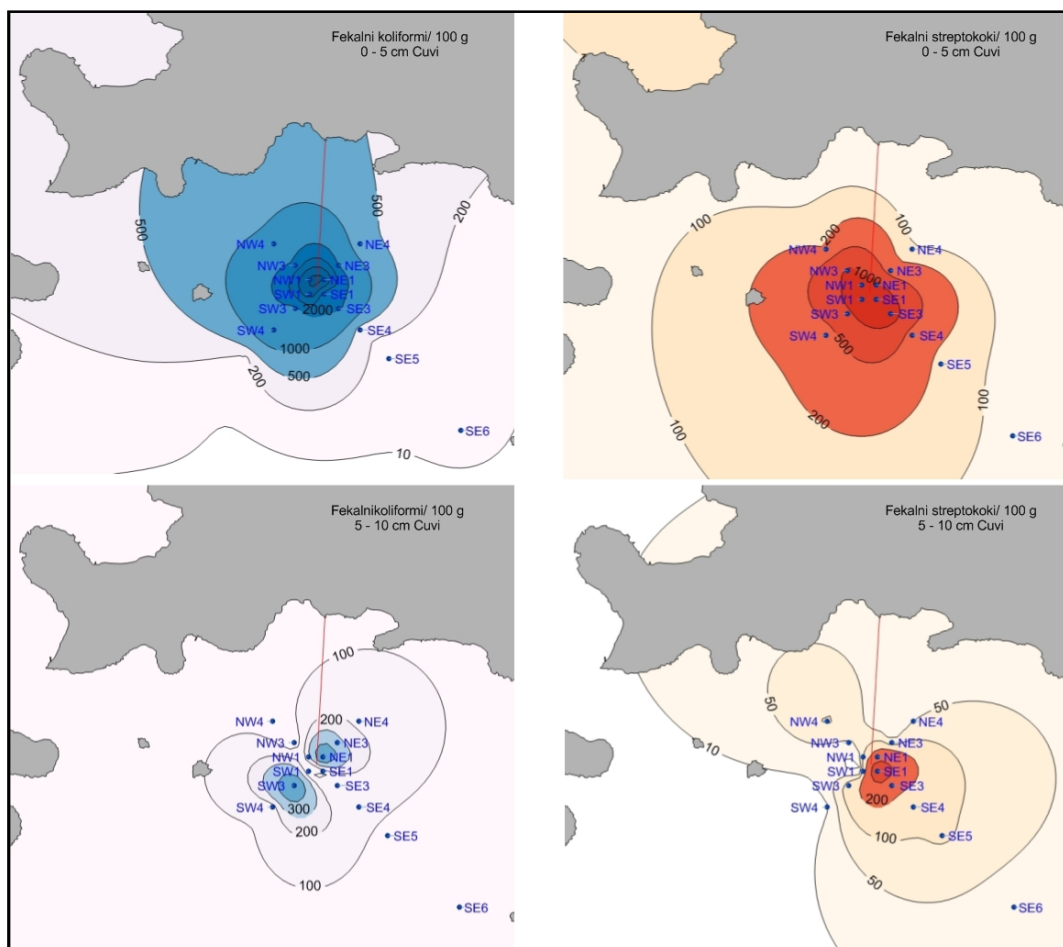 Fekalni koliformi/ 100 g
0 - 5 cm Cuvi
500
500
200
NW4
NE4
NW3
NE3
NW1
NE1
SW1
SE1
SW3
2000
SE3
SW4
SE4
1000
500
200
SE5
200
SE6
10
Fekalni streptokoki/ 100 g
0 - 5 cm Cuvi
100
200
100
NW4
NE4
NW3
1000
NE3
NW1
NE1
SW1
SE1
SW3
SE3
SW4
500
SE4
SE5
200
100
100
SE6
Fekalnikoliformi/ 100 g
5 - 10 cm Cuvi
100
NW4
200
NE4
NW3
NE3
NW1
NE1
SW1
SE1
SW3
SE3
SW4
300
SE4
200
SE5
100
SE6
Fekalni streptokoki/ 100 g
5 - 10 cm Cuvi
50
50
NW4
NE4
NW3
NE3
10
NW1
NE1
SW1
SE1
SW3
SE3
200
SW4
SE4
100
SE5
50
SE6